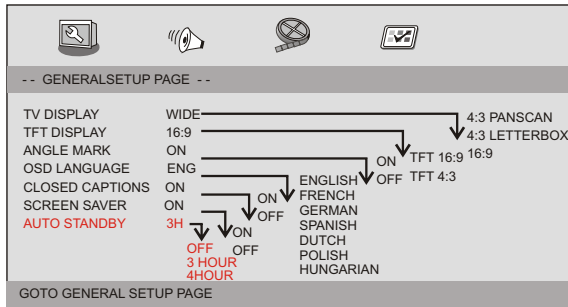 - - GENERALSETUP PAGE - -
TV DISPLAY WIDE
TFT DISPLAY 16:9
ANGLE MARK ON
OSD LANGUAGE ENG
CLOSED CAPTIONS ON
SCREEN SAVER ON
AUTO STANDBY 3H
4:3 PANSCAN
4:3 LETTERBOX
16:9
TFT 16:9
TFT 4:3
ON
OFF
ENGLISH
FRENCH
GERMAN
SPANISH
DUTCH
POLISH
HUNGARIAN
ON
OFF
ON
OFF
OFF
3 HOUR
4HOUR
GOTO GENERAL SETUP PAGE